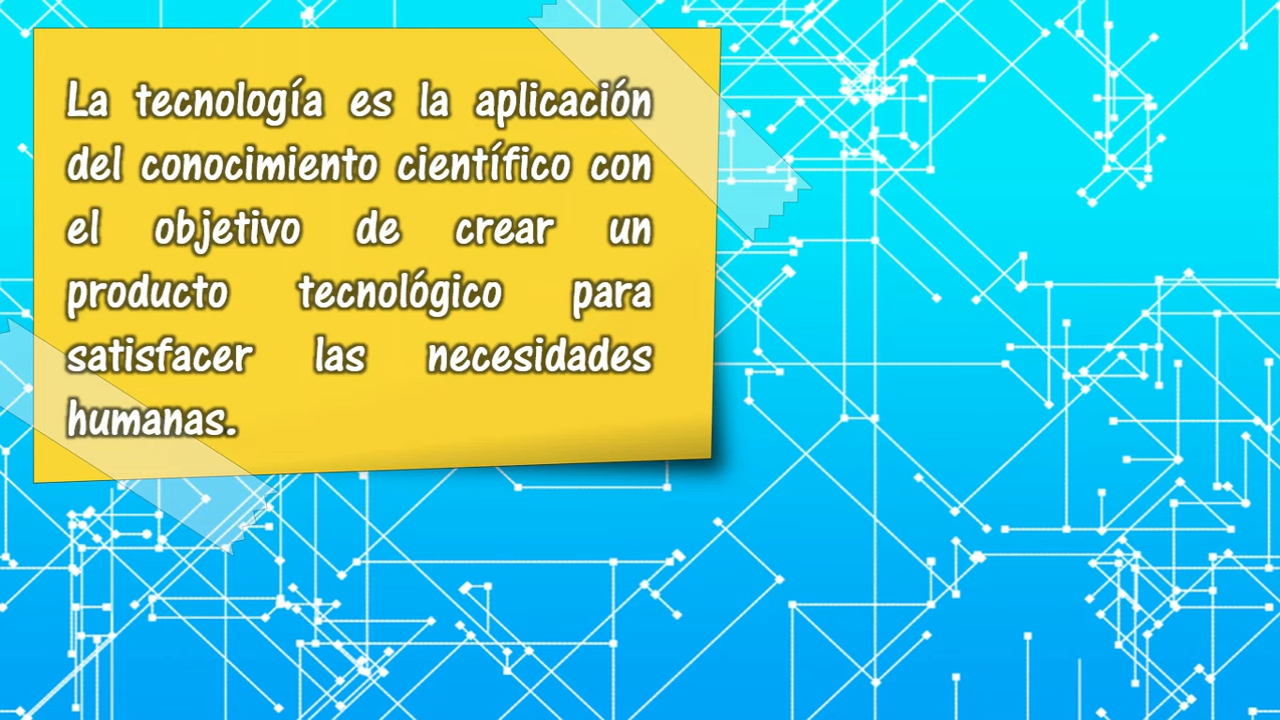 La tecnología es la aplicación
del conocimiento científico con
el objetivo de crear un
producto tecnológico para
satisfacer las necesidades
humanas.